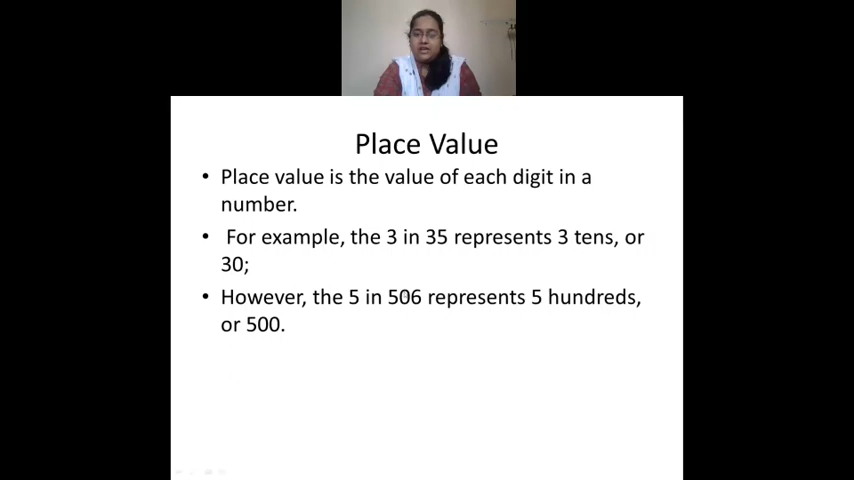 Place Value
• Place value is the value of each digit in a
number.
• For example, the 3 in 35 represents 3 tens, or
30;
• However, the 5 in 506 represents 5 hundreds,
or 500.